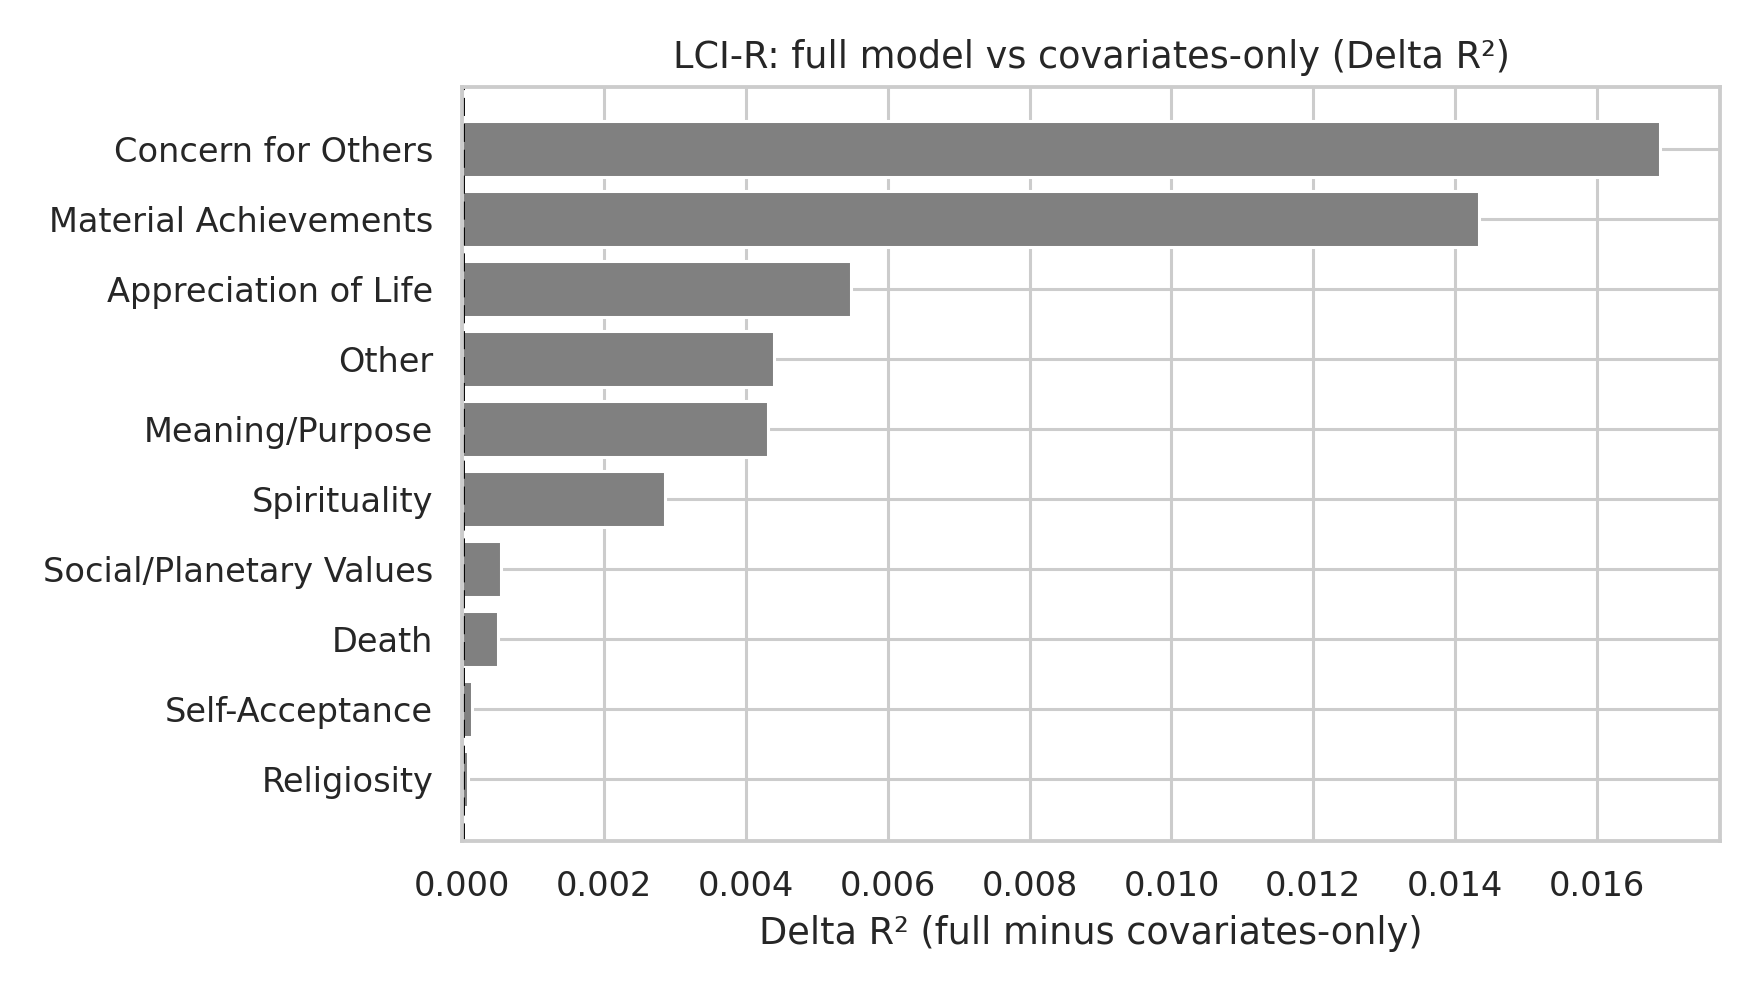 LCI-R: full model vs covariates-only (Delta R²)
Concern for Others
Material Achievements
Appreciation of Life
Other
Meaning/Purpose
Spirituality
Social/Planetary Values
Death
Self-Acceptance
Religiosity
0.000 0.002 0.004 0.006 0.008 0.010 0.012 0.014 0.016
Delta R² (full minus covariates-only)